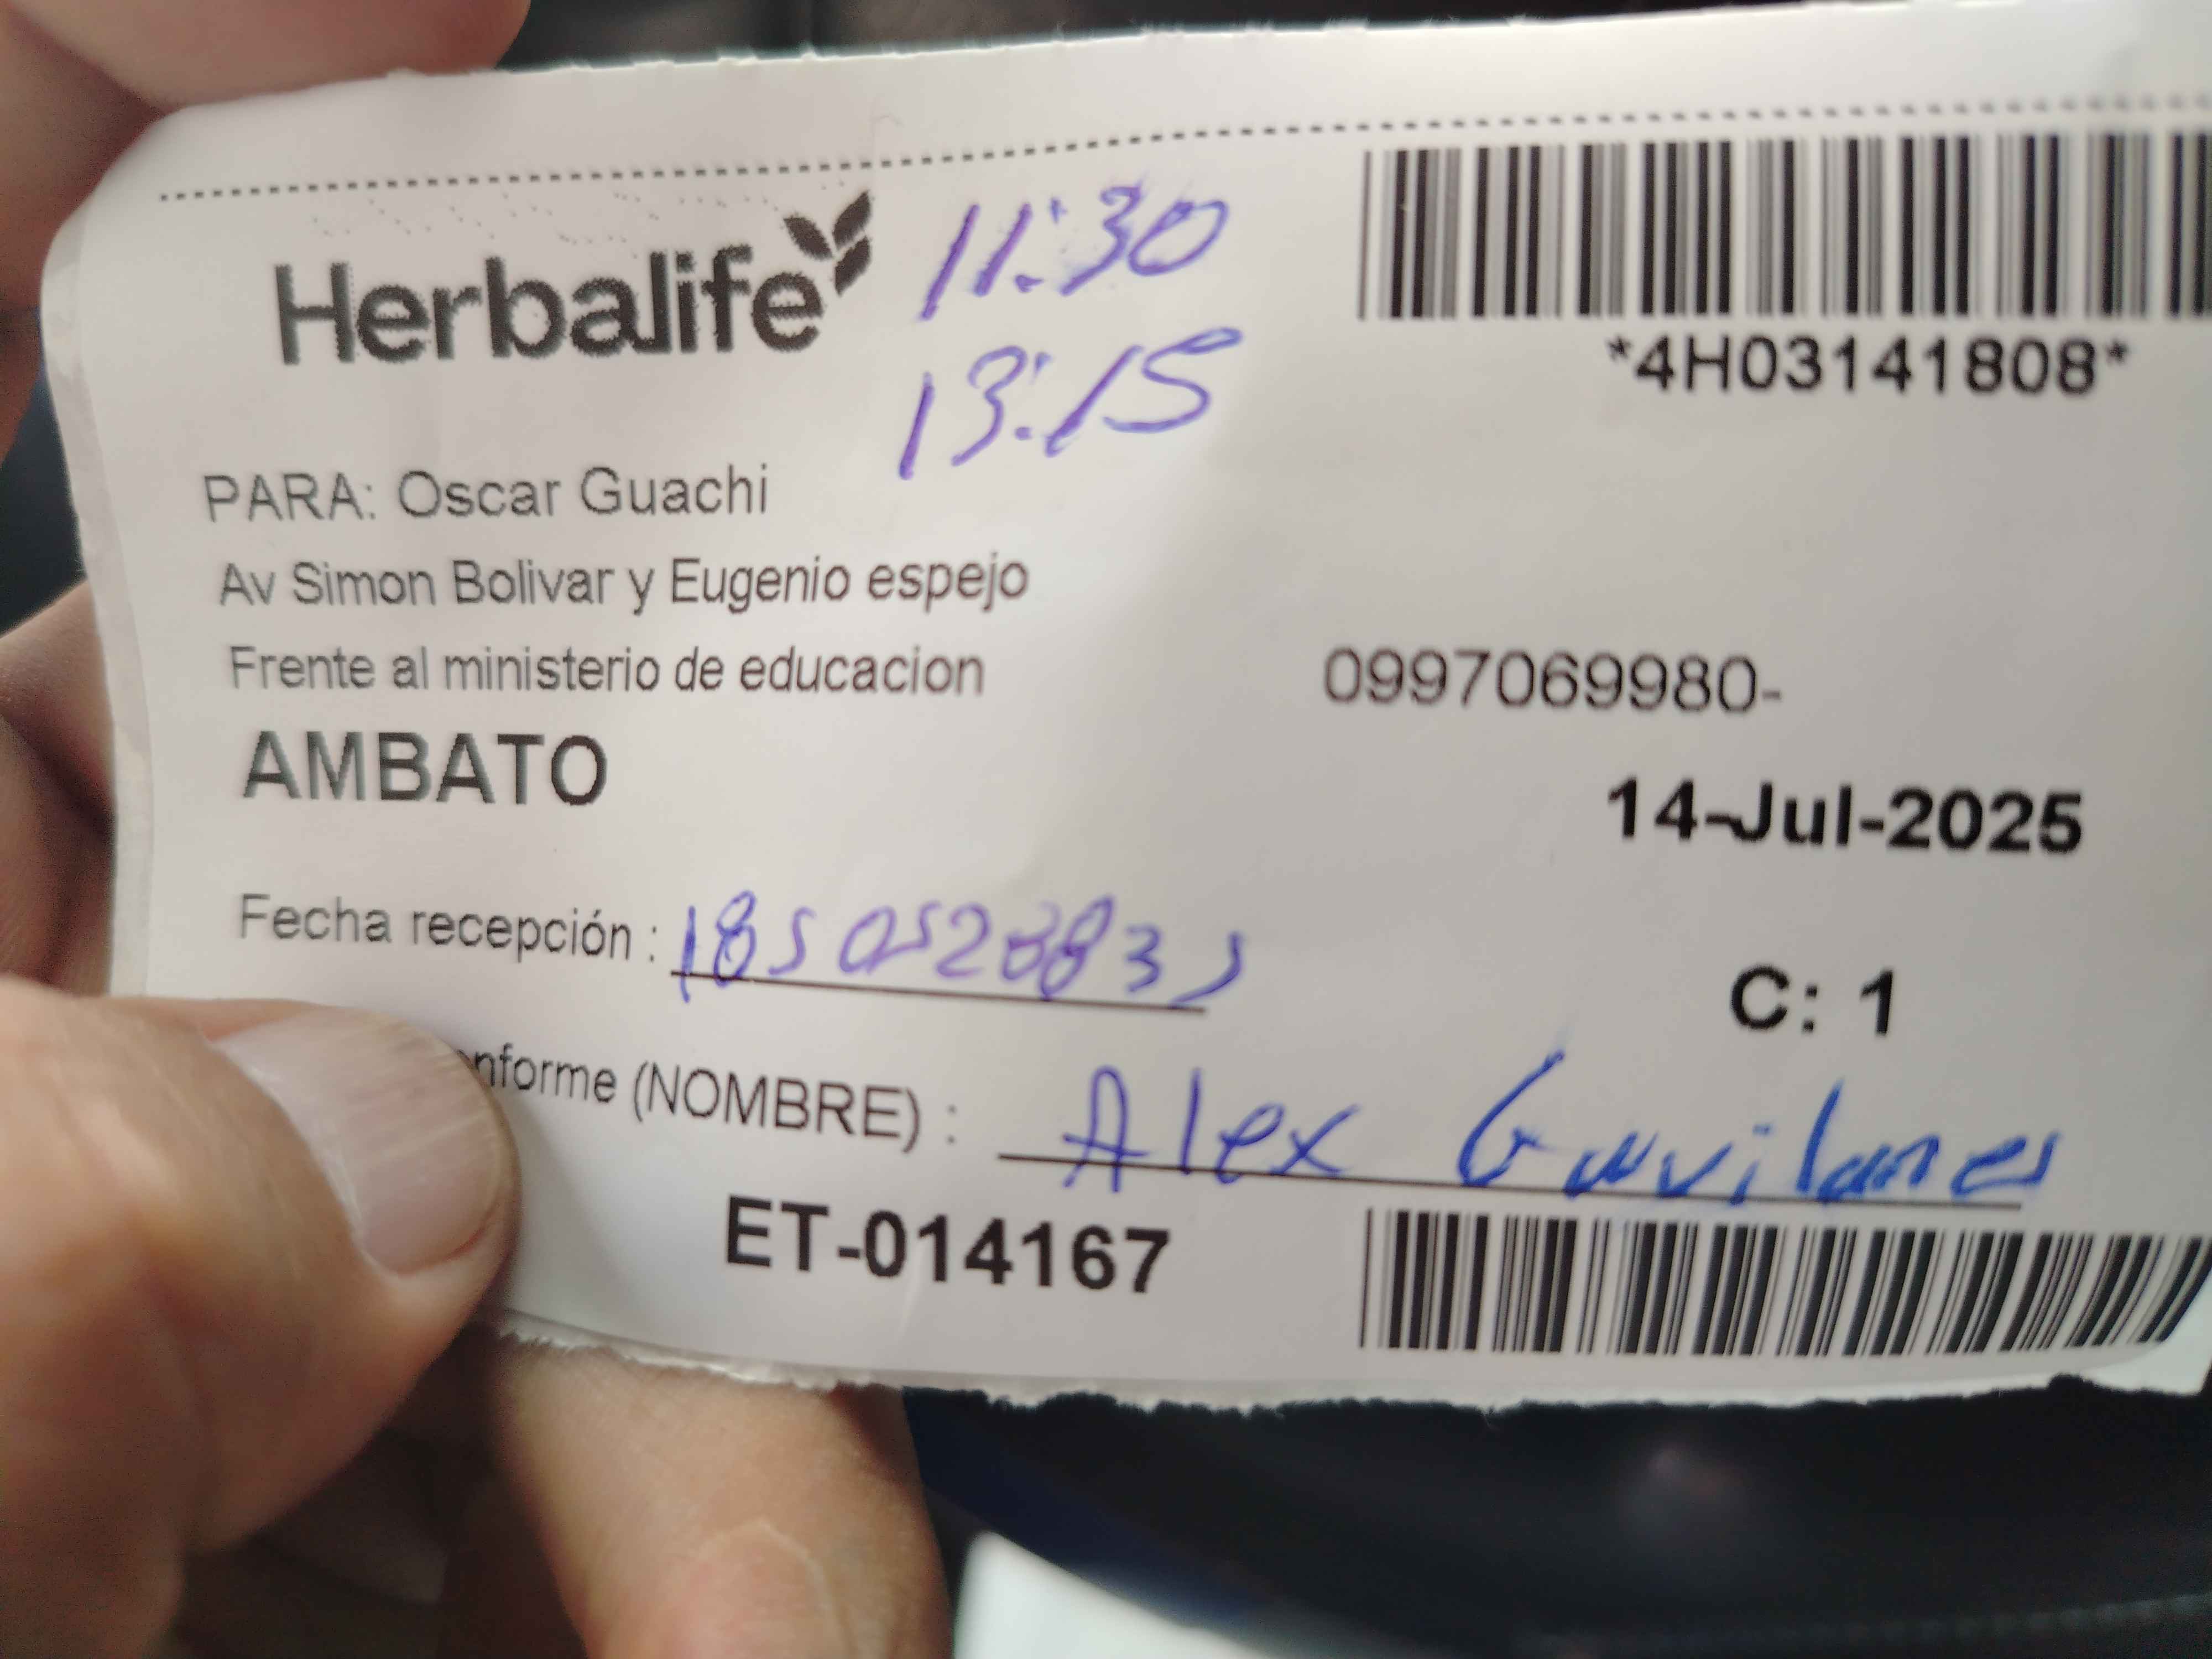 Herbalife
11:30
13:15
*4H03141808*
PARA: Oscar Guachi
Av Simon Bolivar y Eugenio espejo
Frente al ministerio de educacion
0997069980-
AMBATO
14-Jul-2025
Fecha recepción :
C: 1
(NOMBRE) : Alex Gavilanes
ET-014167